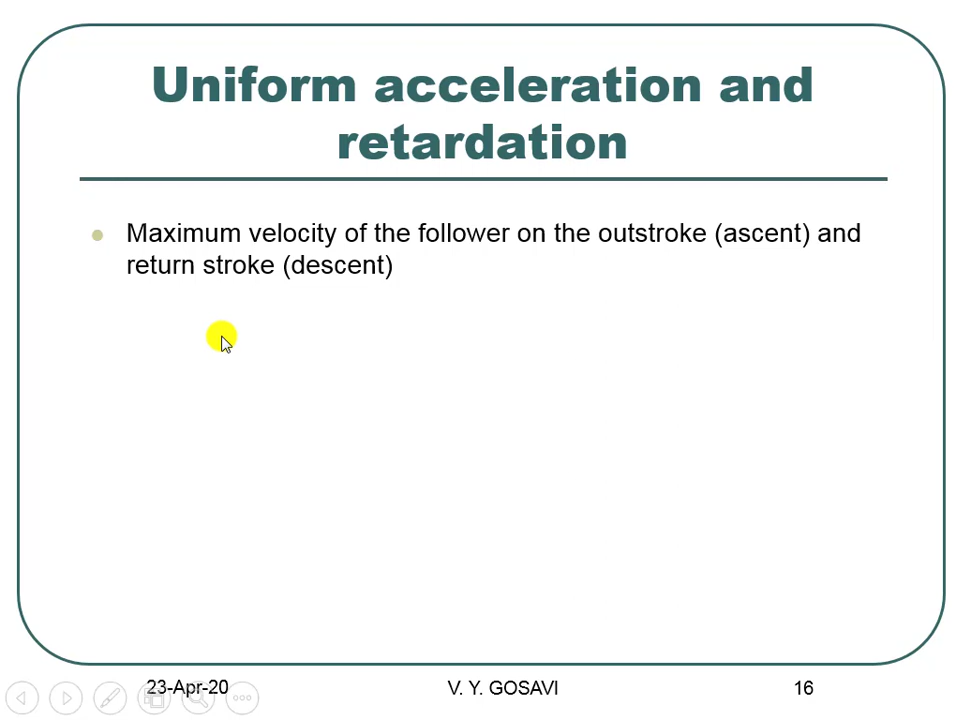 Uniform acceleration and
retardation
Maximum velocity of the follower on the outstroke (ascent) and
return stroke (descent)
23-Apr-20
V. Y. GOSAVI
16